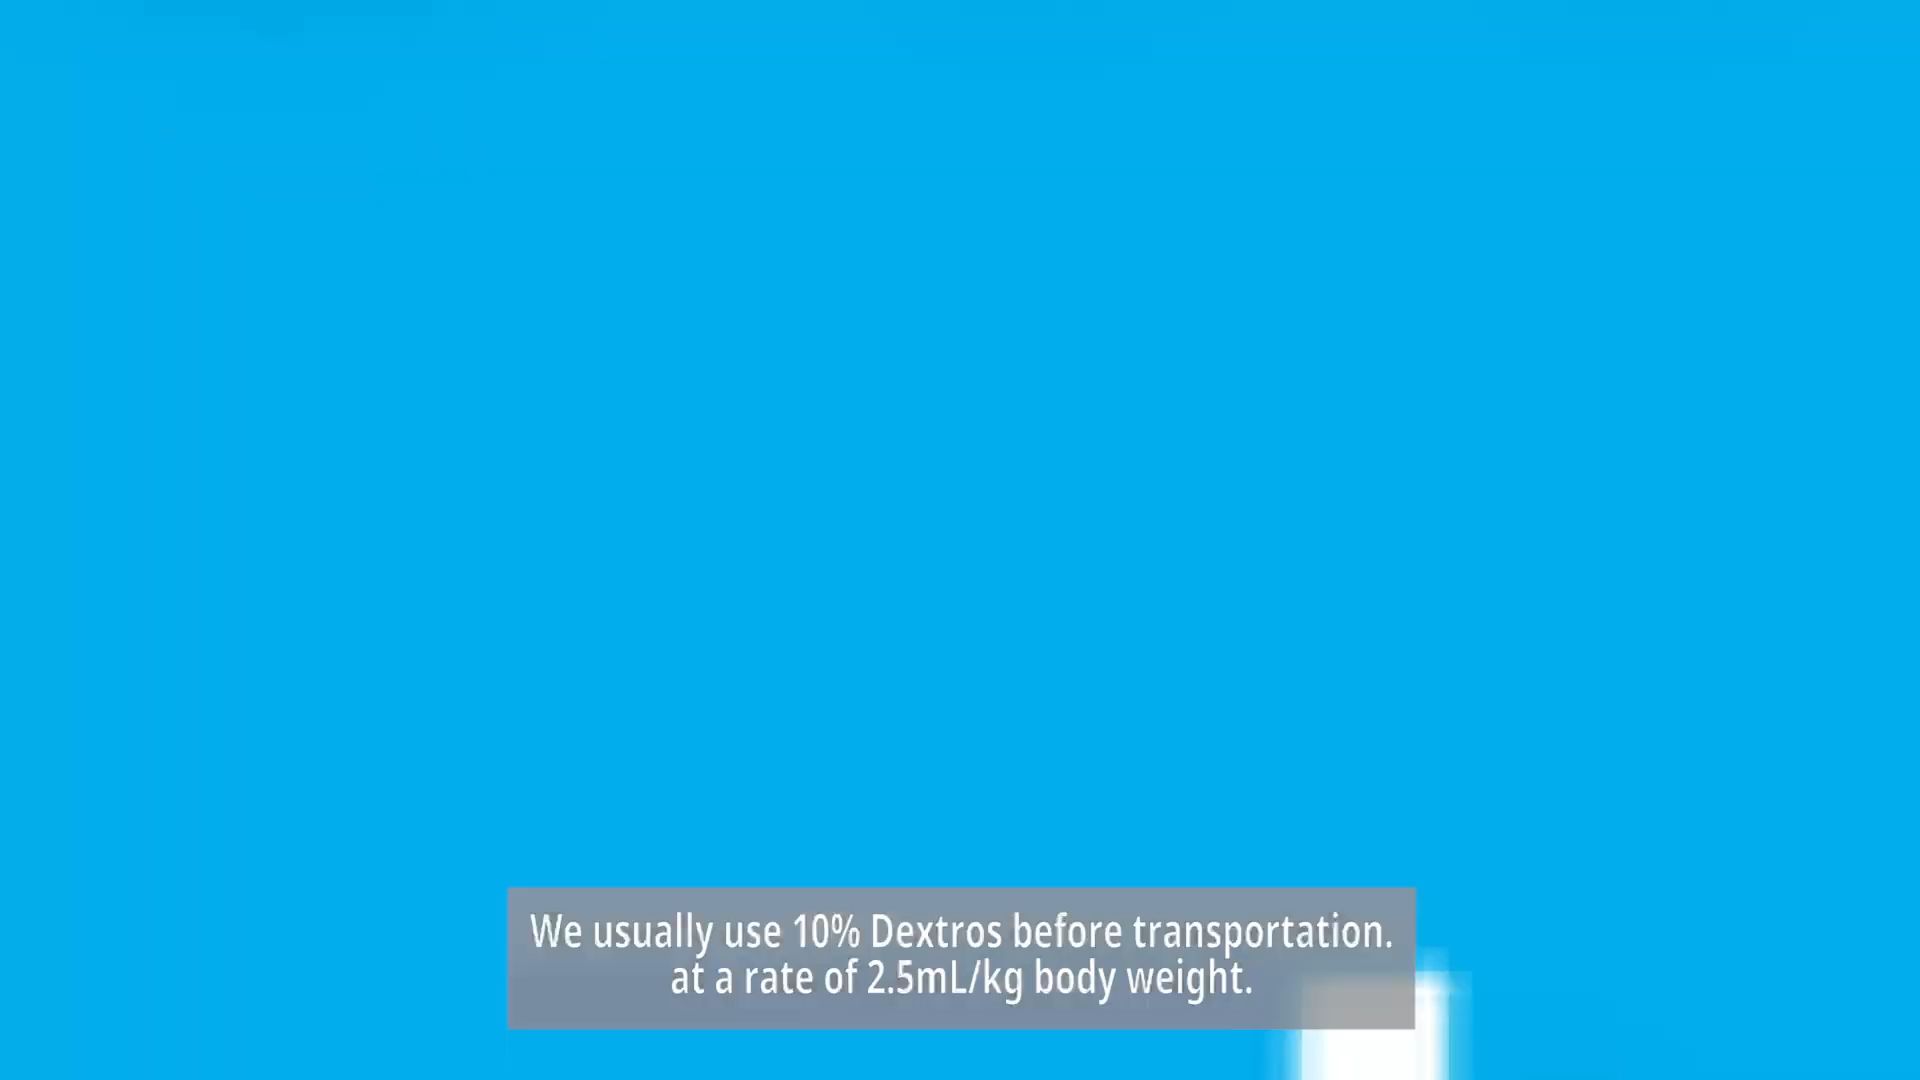 We usually use 10% Dextros before transportation.
at a rate of 2.5mL/kg body weight.